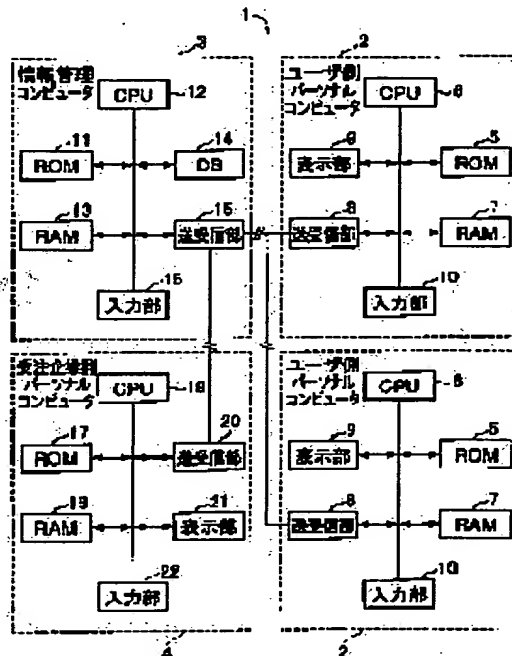 1
3
情報管理
コンピュータ
CPU
12
11
ROM
14
DB
13
RAM
15
送受信部
入力部
2
ユーザ側
パーソナル
コンピュータ
CPU
6
9
表示部
5
ROM
8
送受信部
7
RAM
10
入力部
受注企業側
パーソナル
コンピュータ
CPU
18
17
ROM
20
送受信部
19
RAM
21
表示部
22
入力部
4
ユーザ側
パーソナル
コンピュータ
CPU
6
9
表示部
5
ROM
8
送受信部
7
RAM
10
入力部
2